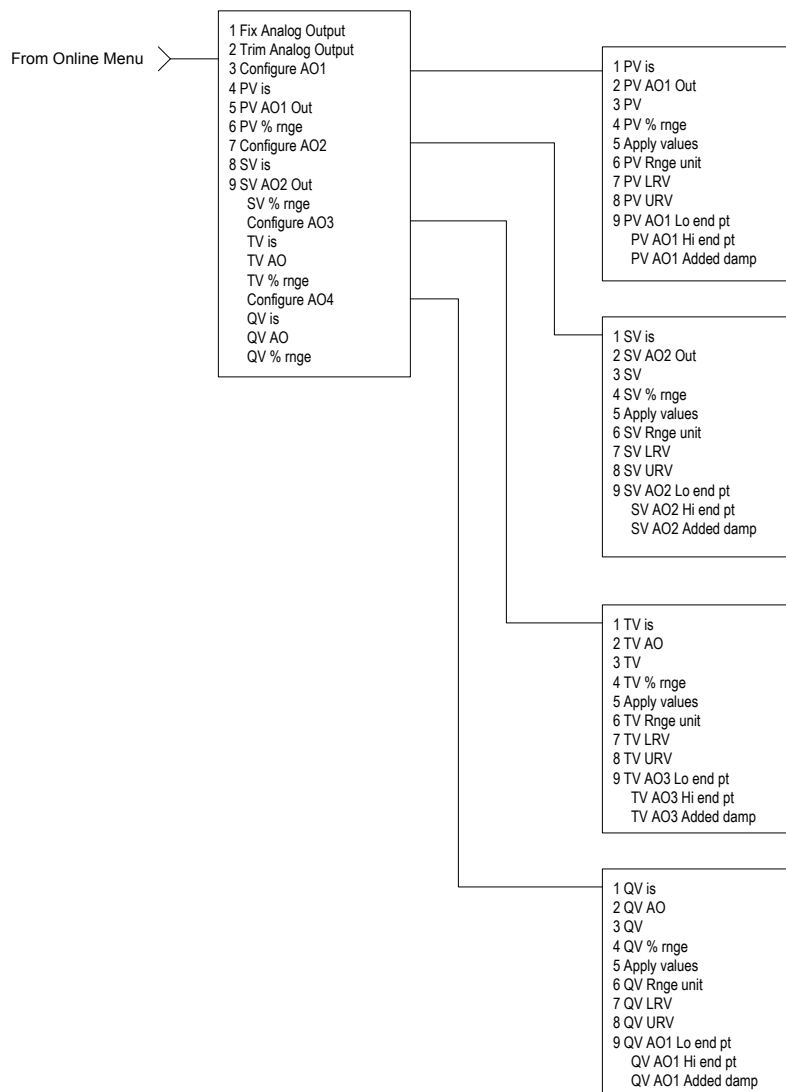 From Online Menu
1 Fix Analog Output
2 Trim Analog Output
3 Configure AO1
4 PV is
5 PV AO1 Out
6 PV % rnge
7 Configure AO2
8 SV is
9 SV AO2 Out
SV % rnge
Configure AO3
TV is
TV AO
TV % rnge
Configure AO4
QV is
QV AO
QV % rnge
1 PV is
2 PV AO1 Out
3 PV
4 PV % rnge
5 Apply values
6 PV Rnge unit
7 PV LRV
8 PV URV
9 PV AO1 Lo end pt
PV AO1 Hi end pt
PV AO1 Added damp
1 SV is
2 SV AO2 Out
3 SV
4 SV % rnge
5 Apply values
6 SV Rnge unit
7 SV LRV
8 SV URV
9 SV AO2 Lo end pt
SV AO2 Hi end pt
SV AO2 Added damp
1 TV is
2 TV AO
3 TV
4 TV % rnge
5 Apply values
6 TV Rnge unit
7 TV LRV
8 TV URV
9 TV AO3 Lo end pt
TV AO3 Hi end pt
TV AO3 Added damp
1 QV is
2 QV AO
3 QV
4 QV % rnge
5 Apply values
6 QV Rnge unit
7 QV LRV
8 QV URV
9 QV AO1 Lo end pt
QV AO1 Hi end pt
QV AO1 Added damp